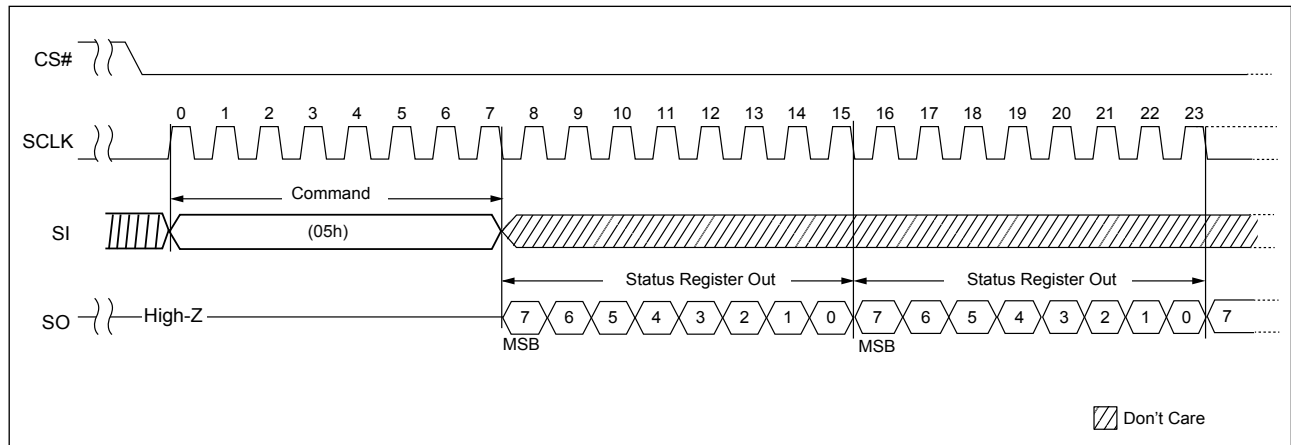 CS#
0 1 2 3 4 5 6 7 8 9 10 11 12 13 14 15 16 17 18 19 20 21 22 23
SCLK
Command
SI
(05h)
Status Register Out Status Register Out
SO High-Z 7 6 5 4 3 2 1 0 7 6 5 4 3 2 1 0 7
MSB MSB
Don't Care